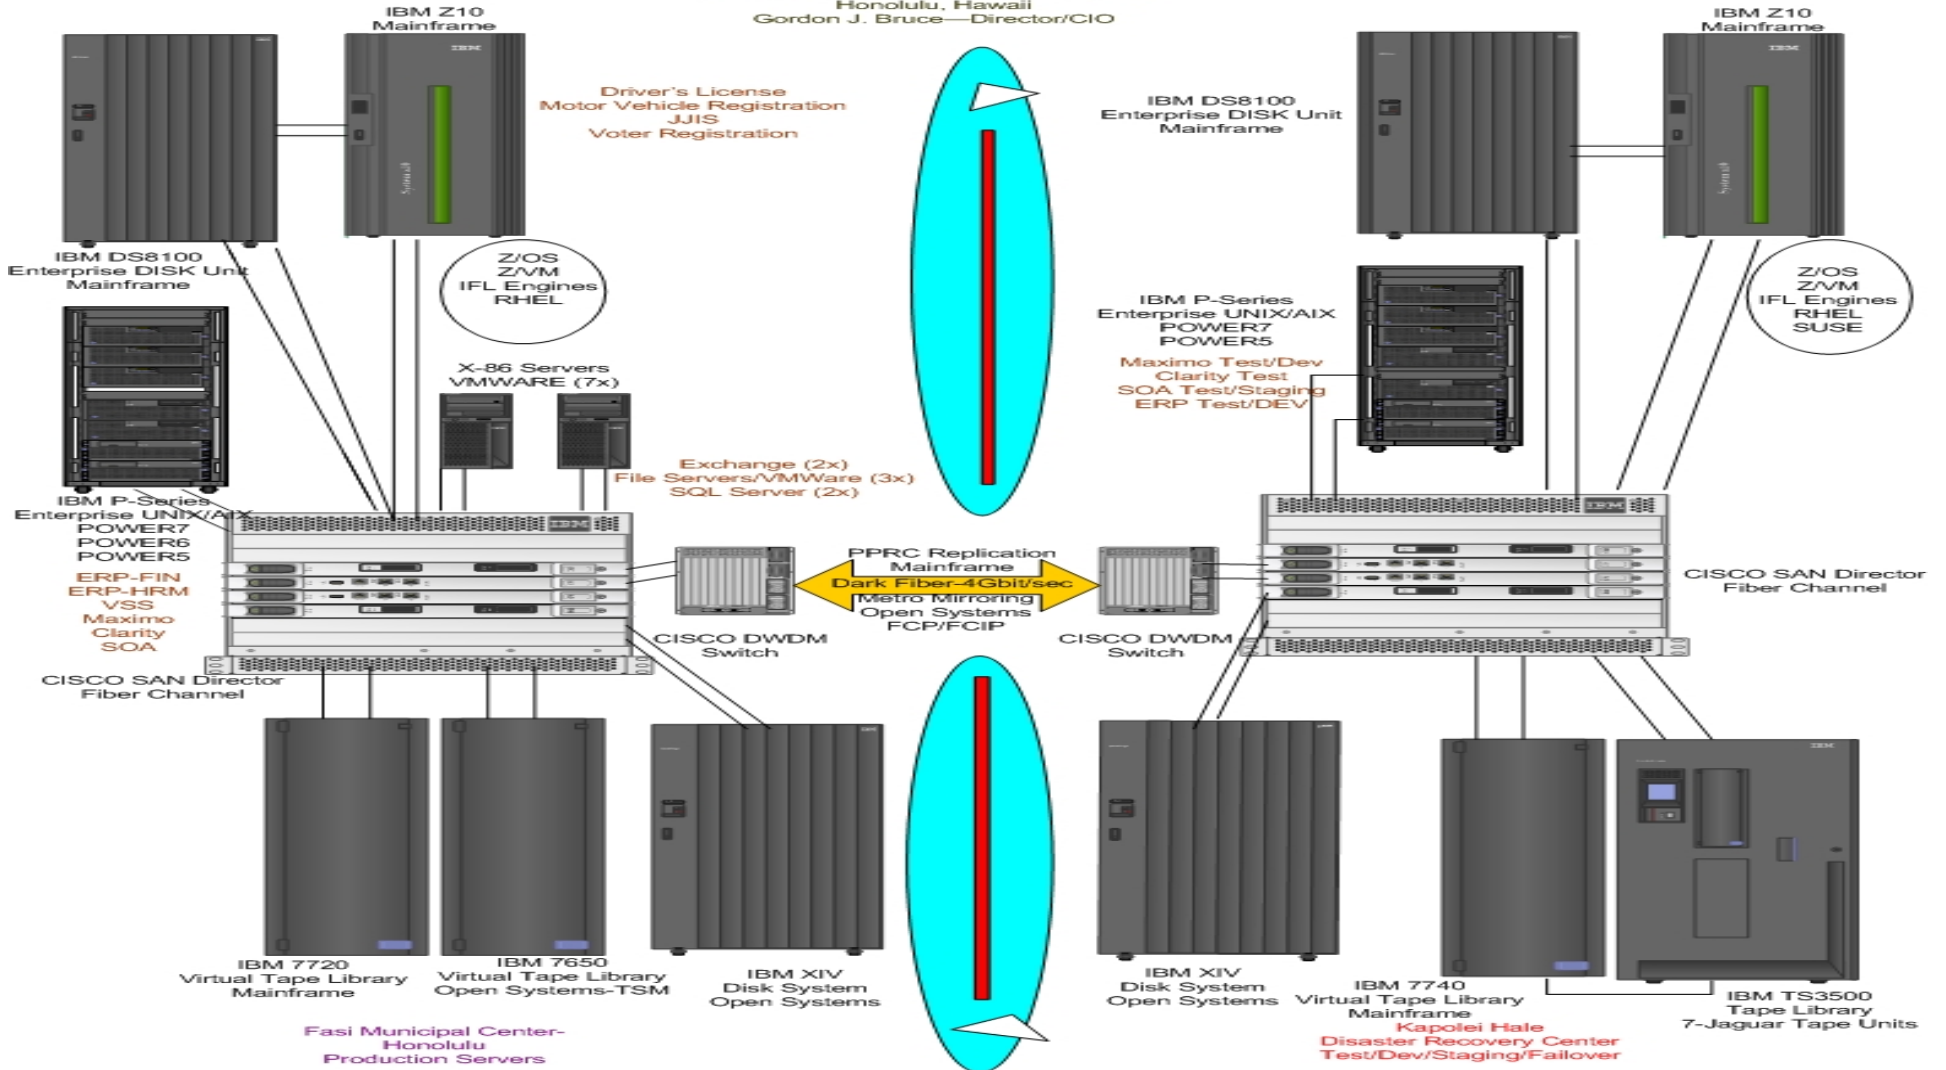 Honolulu, Hawaii
Gordon J. Bruce—Director/CIO
IBM Z10
Mainframe
IBM
Driver's License
Motor Vehicle Registration
JJIS
Voter Registration
IBM DS8100
Enterprise DISK Unit
Mainframe
Z/OS
Z/VM
IFL Engines
RHEL
X-86 Servers
VMWARE (7x)
Exchange (2x)
File Servers/VMWare (3x)
SQL Server (2x)
IBM P-Series
Enterprise UNIX/AIX
POWER7
POWER6
POWER5
ERP-FIN
ERP-HRM
VSS
Maximo
Clarity
SOA
IBM
CISCO SAN Director
Fiber Channel
CISCO DWDM
Switch
PPRC Replication
Mainframe
Dark Fiber-4Gbit/sec
Metro Mirroring
Open Systems
FCP/FCIP
IBM 7720
Virtual Tape Library
Mainframe
IBM 7650
Virtual Tape Library
Open Systems-TSM
IBM XIV
Disk System
Open Systems
Fasi Municipal Center-
Honolulu
Production Servers
IBM Z10
Mainframe
IBM
IBM DS8100
Enterprise DISK Unit
Mainframe
Z/OS
Z/VM
IFL Engines
RHEL
SUSE
IBM P-Series
Enterprise UNIX/AIX
POWER7
POWER5
Maximo Test/Dev
Clarity Test
SOA Test/Staging
ERP Test/DEV
IBM
CISCO SAN Director
Fiber Channel
CISCO DWDM
Switch
IBM XIV
Disk System
Open Systems
IBM 7740
Virtual Tape Library
Mainframe
IBM
IBM TS3500
Tape Library
7-Jaguar Tape Units
Kapolei Hale
Disaster Recovery Center
Test/Dev/Staging/Failover